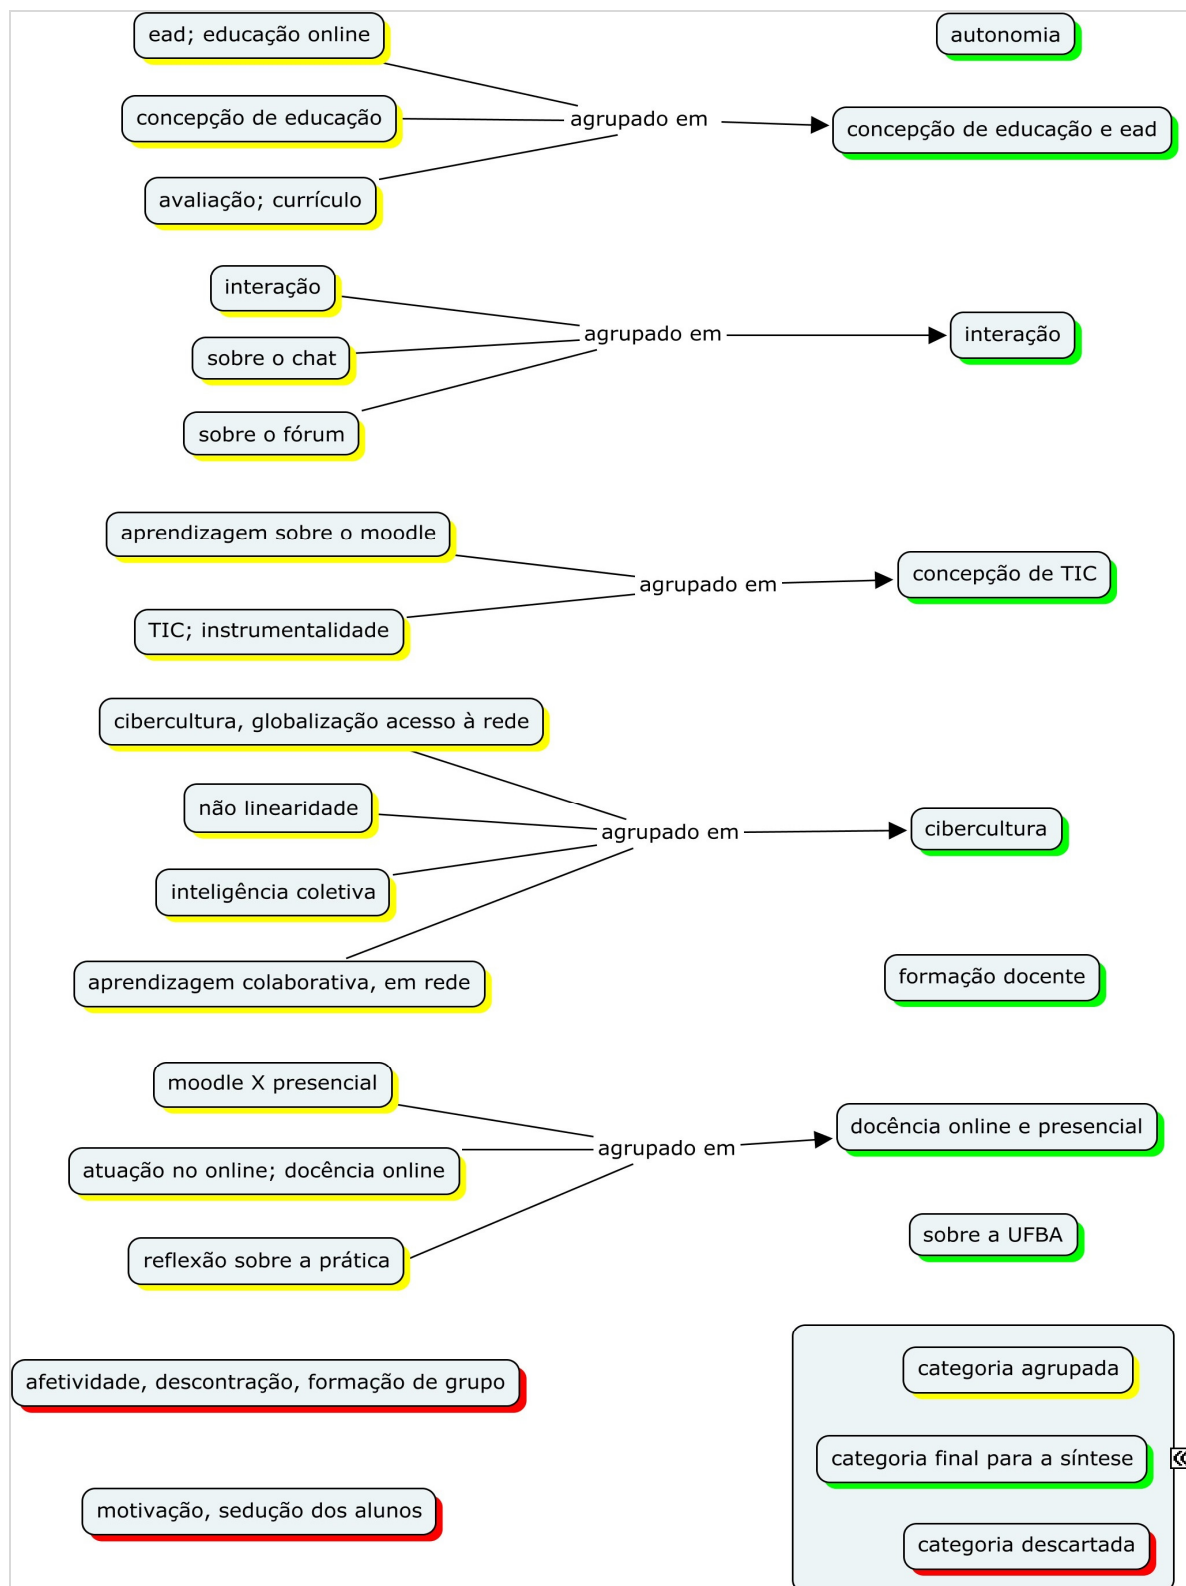 ead; educação online
autonomia
concepção de educação
agrupado em
concepção de educação e ead
avaliação; currículo
interação
sobre o chat
agrupado em
interação
sobre o fórum
aprendizagem sobre o moodle
agrupado em
concepção de TIC
TIC; instrumentalidade
cibercultura, globalização acesso à rede
não linearidade
agrupado em
cibercultura
inteligência coletiva
aprendizagem colaborativa, em rede
formação docente
moodle X presencial
agrupado em
docência online e presencial
atuação no online; docência online
sobre a UFBA
reflexão sobre a prática
afetividade, descontração, formação de grupo
motivação, sedução dos alunos
categoria agrupada
categoria final para a síntese
categoria descartada